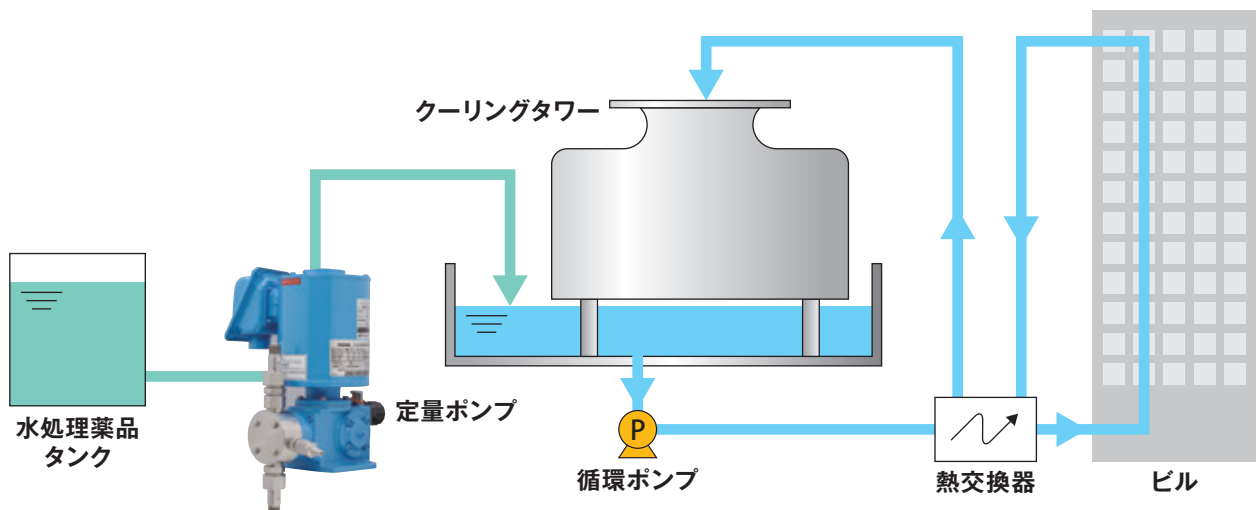 クーリングタワー
水処理薬品
タンク
定量ポンプ
P
循環ポンプ
熱交換器
ビル